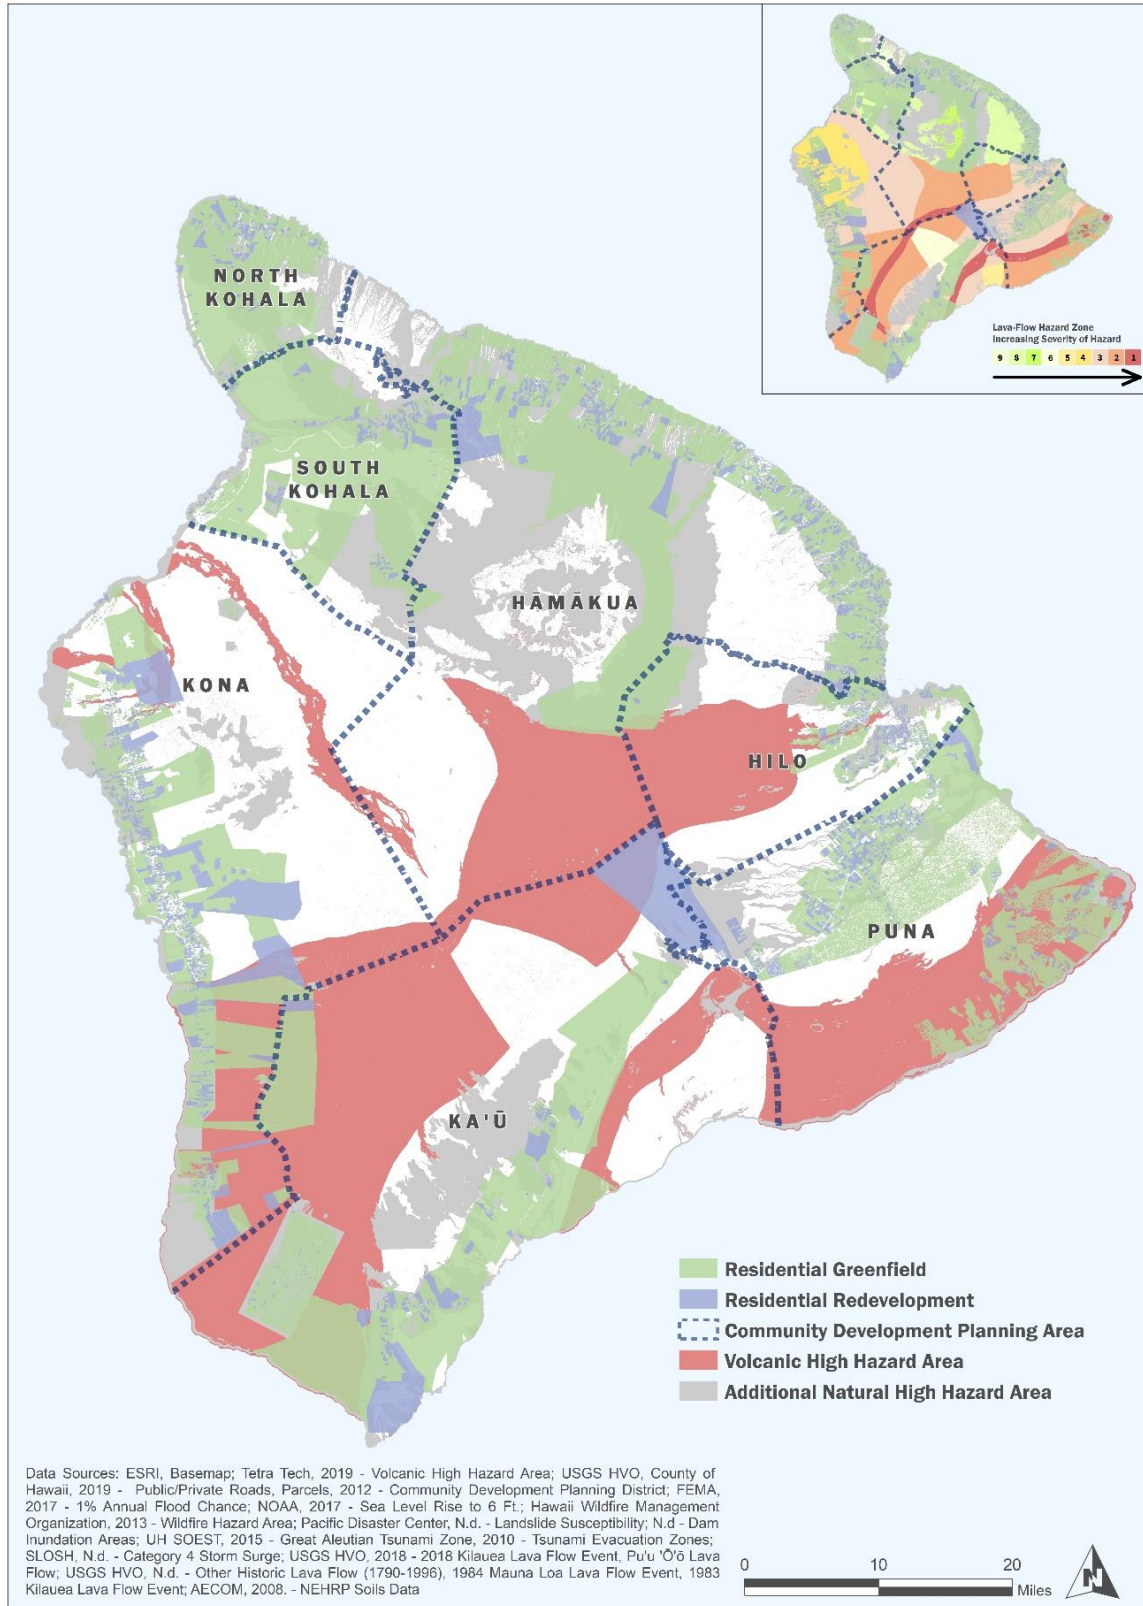 Lava-Flow Hazard Zone
Increasing Severity of Hazard
9 8 7 6 5 4 3 2 1
NORTH
KOHALA
SOUTH
KOHALA
HĀMĀKUA
KONA
HILO
PUNA
KA'Ū
Residential Greenfield
Residential Redevelopment
Community Development Planning Area
Volcanic High Hazard Area
Additional Natural High Hazard Area
Data Sources: ESRI, Basemap; Tetra Tech, 2019 - Volcanic High Hazard Area; USGS HVO, County of
Hawaii, 2019 - Public/Private Roads, Parcels, 2012 - Community Development Planning District; FEMA,
2017 - 1% Annual Flood Chance; NOAA, 2017 - Sea Level Rise to 6 Ft.; Hawaii Wildfire Management
Organization, 2013 - Wildfire Hazard Area; Pacific Disaster Center, N.d. - Landslide Susceptibility; N.d - Dam
Inundation Areas; UH SOEST, 2015 - Great Aleutian Tsunami Zone, 2010 - Tsunami Evacuation Zones;
SLOSH, N.d. - Category 4 Storm Surge; USGS HVO, 2018 - 2018 Kilauea Lava Flow Event, Pu'u 'Ō'ō Lava
Flow; USGS HVO, N.d. - Other Historic Lava Flow (1790-1996), 1984 Mauna Loa Lava Flow Event, 1983
Kilauea Lava Flow Event; AECOM, 2008. - NEHRP Soils Data
0 10 20
Miles
N